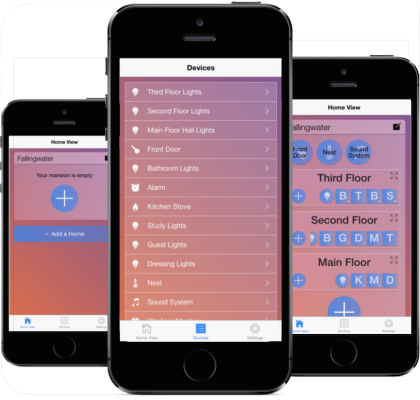 Home View
Fallingwater
Your mansion is empty
+ Add a Home
Home View
Devices
Settings
Devices
Third Floor Lights
Second Floor Lights
Main Floor Hall Lights
Front Door
Bathroom Lights
Alarm
Kitchen Stove
Study Lights
Guest Lights
Dressing Lights
Nest
Sound System
Home View
Devices
Settings
Home View
Fallingwater
Front
Door
Nest
Sound
System
Third Floor
B T B S
Second Floor
B G D M T
Main Floor
K M D
Home View
Devices
Settings